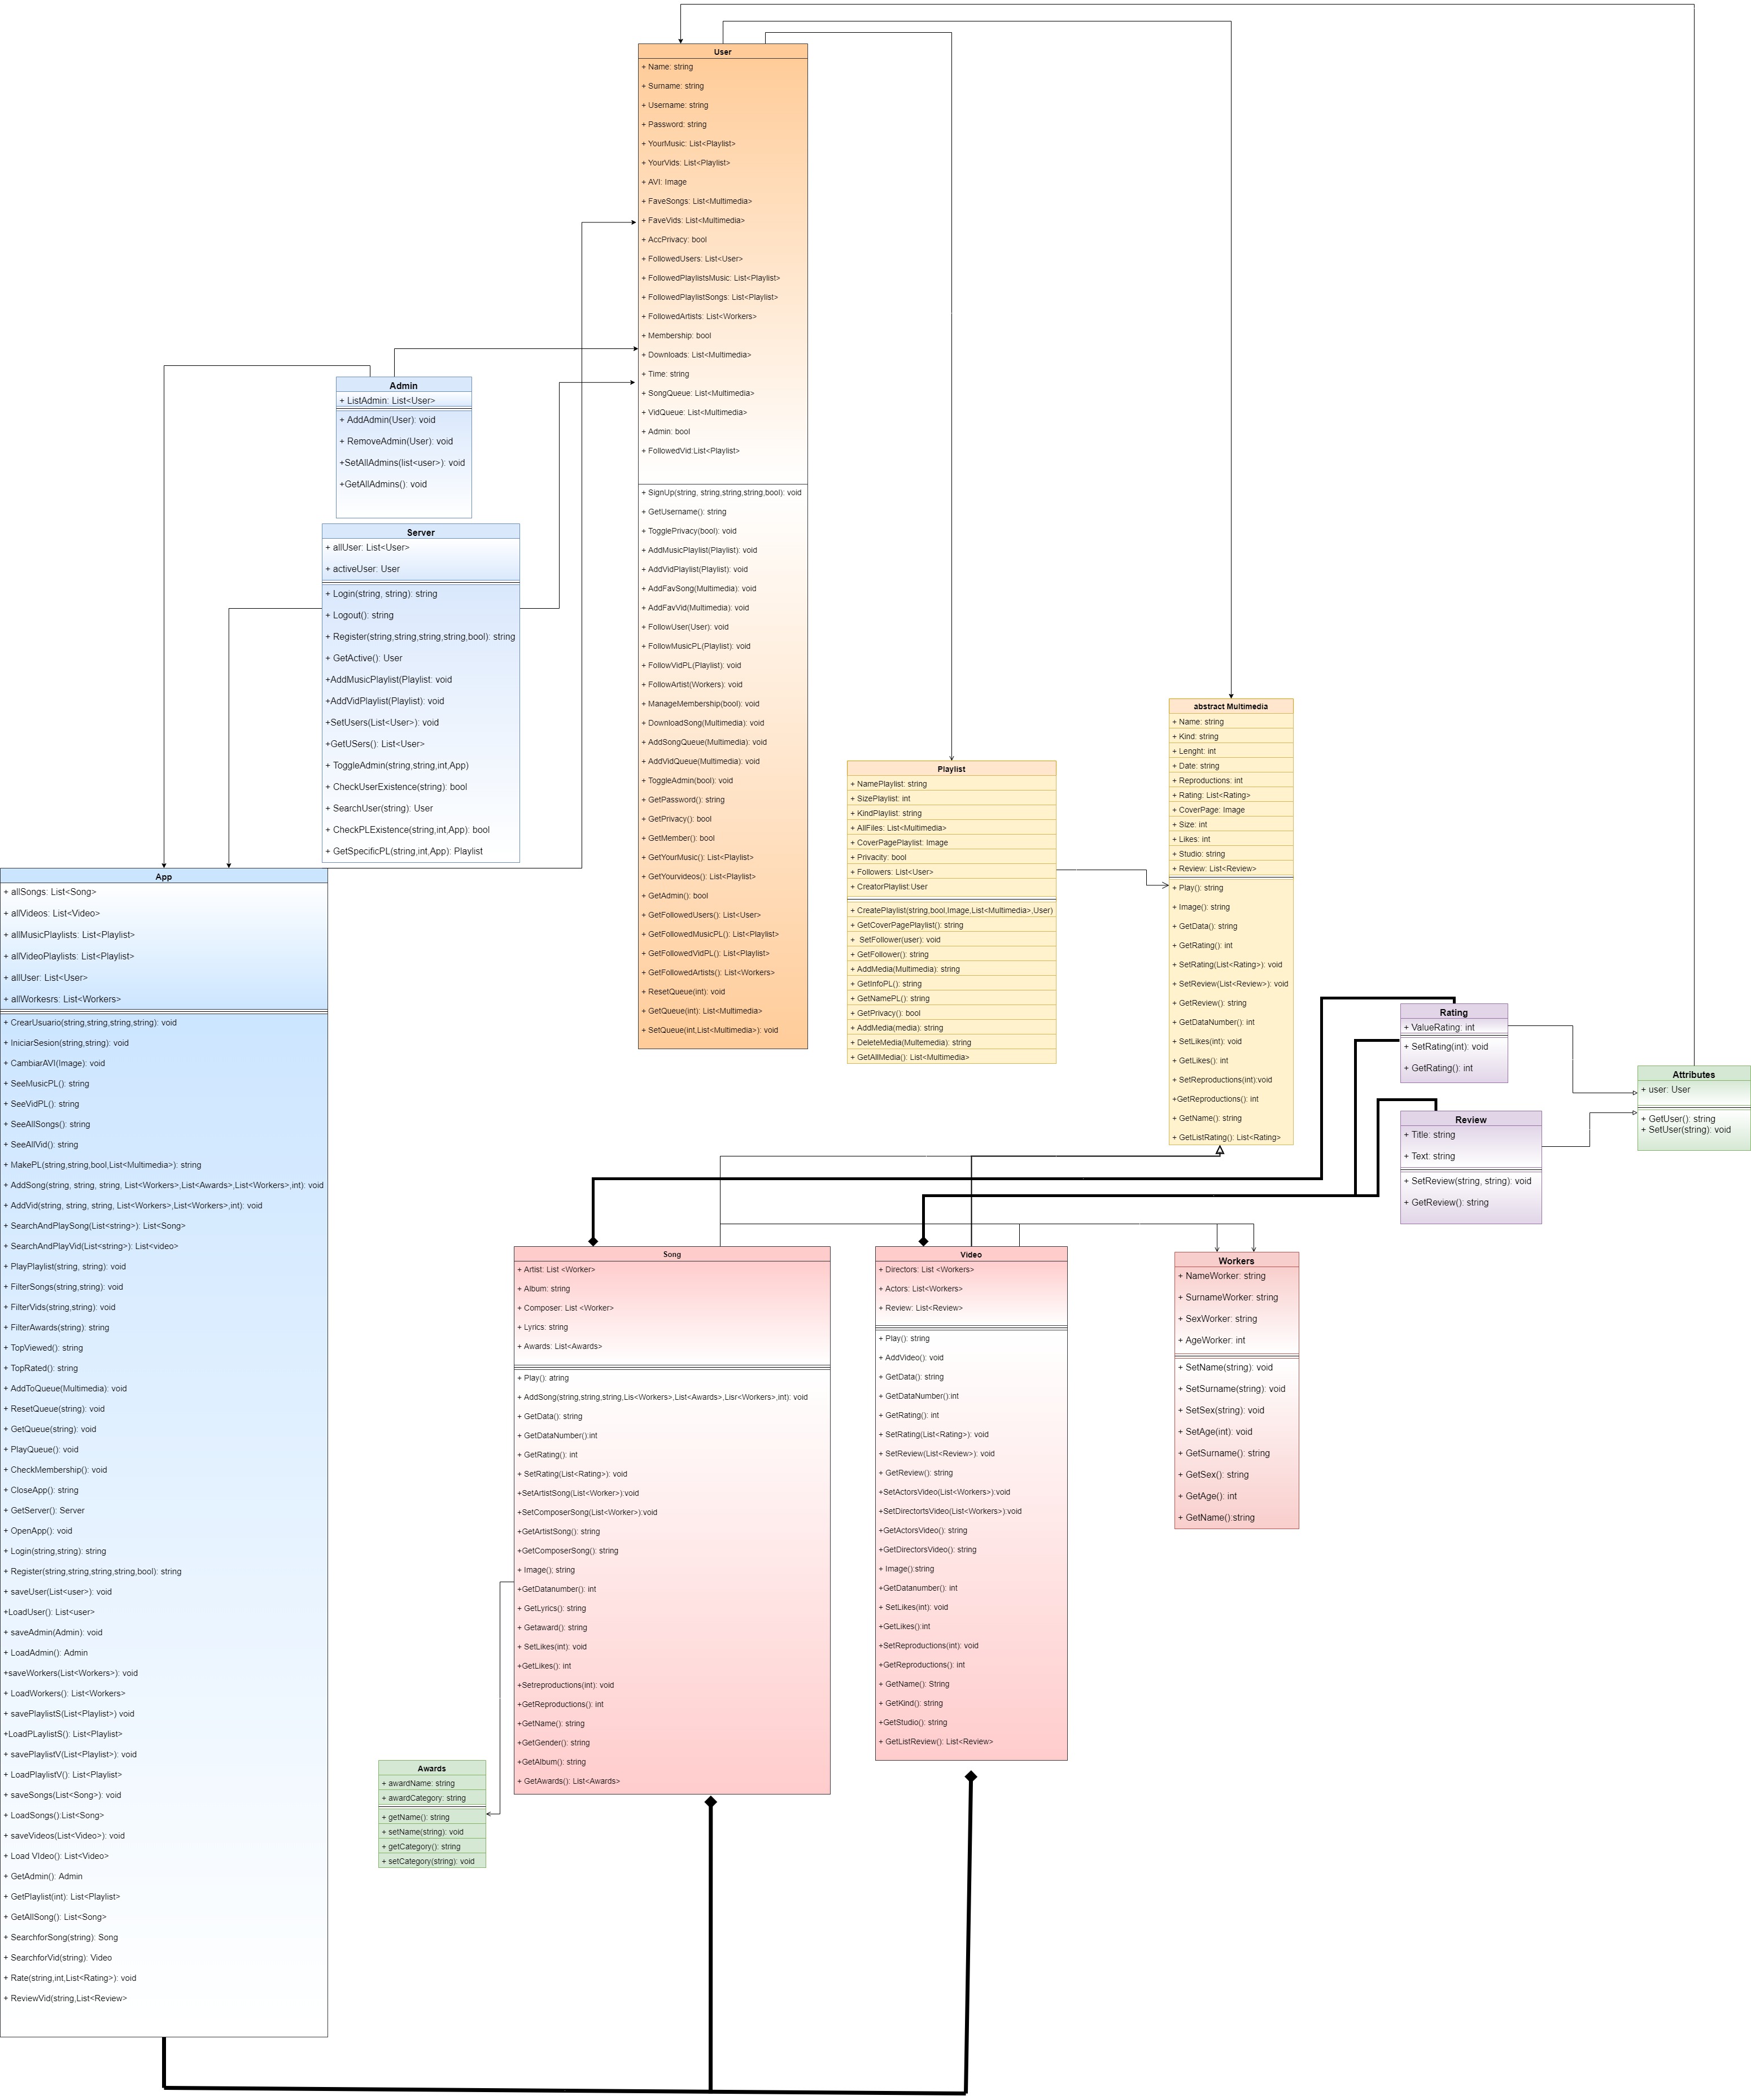 User
+ Name: string
+ Surname: string
+ Username: string
+ Password: string
+ YourMusic: List<Playlist>
+ YourVids: List<Playlist>
+ AVI: Image
+ FaveSongs: List<Multimedia>
+ FaveVids: List<Multimedia>
+ AccPrivacy: bool
+ FollowedUsers: List<User>
+ FollowedPlaylistsMusic: List<Playlist>
+ FollowedPlaylistSongs: List<Playlist>
+ FollowedArtists: List<Workers>
+ Membership: bool
+ Downloads: List<Multimedia>
+ Time: string
+ SongQueue: List<Multimedia>
+ VidQueue: List<Multimedia>
+ Admin: bool
+ FollowedVid:List<Playlist>
+ SignUp(string, string,string,string,bool): void
+ GetUsername(): string
+ TogglePrivacy(bool): void
+ AddMusicPlaylist(Playlist): void
+ AddVidPlaylist(Playlist): void
+ AddFavSong(Multimedia): void
+ AddFavVid(Multimedia): void
+ FollowUser(User): void
+ FollowMusicPL(Playlist): void
+ FollowVidPL(Playlist): void
+ FollowArtist(Workers): void
+ ManageMembership(bool): void
+ DownloadSong(Multimedia): void
+ AddSongQueue(Multimedia): void
+ AddVidQueue(Multimedia): void
+ ToggleAdmin(bool): void
+ GetPassword(): string
+ GetPrivacy(): bool
+ GetMember(): bool
+ GetYourMusic(): List<Playlist>
+ GetYourvideos(): List<Playlist>
+ GetAdmin(): bool
+ GetFollowedUsers(): List<User>
+ GetFollowedMusicPL(): List<Playlist>
+ GetFollowedVidPL(): List<Playlist>
+ GetFollowedArtists(): List<Workers>
+ ResetQueue(int): void
+ GetQueue(int): List<Multimedia>
+ SetQueue(int,List<Multimedia>): void
Admin
+ ListAdmin: List<User>
+ AddAdmin(User): void
+ RemoveAdmin(User): void
+SetAllAdmins(list<user>): void
+GetAllAdmins(): void
Server
+ allUser: List<User>
+ activeUser: User
+ Login(string, string): string
+ Logout(): string
+ Register(string,string,string,string,bool): string
+ GetActive(): User
+AddMusicPlaylist(Playlist: void
+AddVidPlaylist(Playlist): void
+SetUsers(List<User>): void
+GetUSers(): List<User>
+ ToggleAdmin(string,string,int,App)
+ CheckUserExistence(string): bool
+ SearchUser(string): User
+ CheckPLExistence(string,int,App): bool
+ GetSpecificPL(string,int,App): Playlist
App
+ allSongs: List<Song>
+ allVideos: List<Video>
+ allMusicPlaylists: List<Playlist>
+ allVideoPlaylists: List<Playlist>
+ allUser: List<User>
+ allWorkesrs: List<Workers>
+ CrearUsuario(string,string,string,string): void
+ IniciarSesion(string,string): void
+ CambiarAVI(Image): void
+ SeeMusicPL(): string
+ SeeVidPL(): string
+ SeeAllSongs(): string
+ SeeAllVid(): string
+ MakePL(string,string,bool,List<Multimedia>): string
+ AddSong(string, string, string, List<Workers>,List<Awards>,List<Workers>,int): void
+ AddVid(string, string, string, List<Workers>,List<Workers>,int): void
+ SearchAndPlaySong(List<string>): List<Song>
+ SearchAndPlayVid(List<string>): List<video>
+ PlayPlaylist(string, string): void
+ FilterSongs(string,string): void
+ FilterVids(string,string): void
+ FilterAwards(string): string
+ TopViewed(): string
+ TopRated(): string
+ AddToQueue(Multimedia): void
+ ResetQueue(string): void
+ GetQueue(string): void
+ PlayQueue(): void
+ CheckMembership(): void
+ CloseApp(): string
+ GetServer(): Server
+ OpenApp(): void
+ Login(string,string): string
+ Register(string,string,string,string,bool): string
+ saveUser(List<user>): void
+LoadUser(): List<user>
+ saveAdmin(Admin): void
+ LoadAdmin(): Admin
+saveWorkers(List<Workers>): void
+ LoadWorkers(): List<Workers>
+ savePlaylistS(List<Playlist>) void
+LoadPLaylistS(): List<Playlist>
+ savePlaylistV(List<Playlist>): void
+ LoadPlaylistV(): List<Playlist>
+ saveSongs(List<Song>): void
+ LoadSongs():List<Song>
+ saveVideos(List<Video>): void
+ Load VIdeo(): List<Video>
+ GetAdmin(): Admin
+ GetPlaylist(int): List<Playlist>
+ GetAllSong(): List<Song>
+ SearchforSong(string): Song
+ SearchforVid(string): Video
+ Rate(string,int,List<Rating>): void
+ ReviewVid(string,List<Review>
Playlist
+ NamePlaylist: string
+ SizePlaylist: int
+ KindPlaylist: string
+ AllFiles: List<Multimedia>
+ CoverPagePlaylist: Image
+ Privacity: bool
+ Followers: List<User>
+ CreatorPlaylist:User
+ CreatePlaylist(string,bool,Image,List<Multimedia>,User)
+ GetCoverPagePlaylist(): string
+ SetFollower(user): void
+ GetFollower(): string
+ AddMedia(Multimedia): string
+ GetInfoPL(): string
+ GetNamePL(): string
+ GetPrivacy(): bool
+ AddMedia(media): string
+ DeleteMedia(Multemedia): string
+ GetAllMedia(): List<Multimedia>
abstract Multimedia
+ Name: string
+ Kind: string
+ Lenght: int
+ Date: string
+ Reproductions: int
+ Rating: List<Rating>
+ CoverPage: Image
+ Size: int
+ Likes: int
+ Studio: string
+ Review: List<Review>
+ Play(): string
+ Image(): string
+ GetData(): string
+ GetRating(): int
+ SetRating(List<Rating>): void
+ SetReview(List<Review>): void
+ GetReview(): string
+ GetDataNumber(): int
+ SetLikes(int): void
+ GetLikes(): int
+ SetReproductions(int):void
+GetReproductions(): int
+ GetName(): string
+ GetListRating(): List<Rating>
Rating
+ ValueRating: int
+ SetRating(int): void
+ GetRating(): int
Review
+ Title: string
+ Text: string
+ SetReview(string, string): void
+ GetReview(): string
Attributes
+ user: User
+ GetUser(): string
+ SetUser(string): void
Song
+ Artist: List <Worker>
+ Album: string
+ Composer: List <Worker>
+ Lyrics: string
+ Awards: List<Awards>
+ Play(): atring
+ AddSong(string,string,string,Lis<Workers>,List<Awards>,Lisr<Workers>,int): void
+ GetData(): string
+ GetDataNumber():int
+ GetRating(): int
+ SetRating(List<Rating>): void
+SetArtistSong(List<Worker>):void
+SetComposerSong(List<Worker>):void
+GetArtistSong(): string
+GetComposerSong(): string
+ Image(); string
+GetDatanumber(): int
+ GetLyrics(): string
+ Getaward(): string
+ SetLikes(int): void
+GetLikes(): int
+Setreproductions(int): void
+GetReproductions(): int
+GetName(): string
+GetGender(): string
+GetAlbum(): string
+ GetAwards(): List<Awards>
Video
+ Directors: List <Workers>
+ Actors: List<Workers>
+ Review: List<Review>
+ Play(): string
+ AddVideo(): void
+ GetData(): string
+ GetDataNumber():int
+ GetRating(): int
+ SetRating(List<Rating>): void
+ SetReview(List<Review>): void
+ GetReview(): string
+SetActorsVideo(List<Workers>):void
+SetDirectortsVideo(List<Workers>):void
+GetActorsVideo(): string
+GetDirectorsVideo(): string
+ Image():string
+GetDatanumber(): int
+ SetLikes(int): void
+GetLikes():int
+SetReproductions(int): void
+GetReproductions(): int
+ GetName(): String
+ GetKind(): string
+GetStudio(): string
+ GetListReview(): List<Review>
Workers
+ NameWorker: string
+ SurnameWorker: string
+ SexWorker: string
+ AgeWorker: int
+ SetName(string): void
+ SetSurname(string): void
+ SetSex(string): void
+ SetAge(int): void
+ GetSurname(): string
+ GetSex(): string
+ GetAge(): int
+ GetName():string
Awards
+ awardName: string
+ awardCategory: string
+ getName(): string
+ setName(string): void
+ getCategory(): string
+ setCategory(string): void